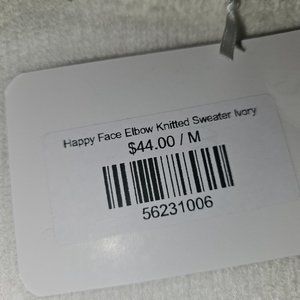 Happy Face Elbow Knitted Sweater Ivory
$44.00 / M
56231006